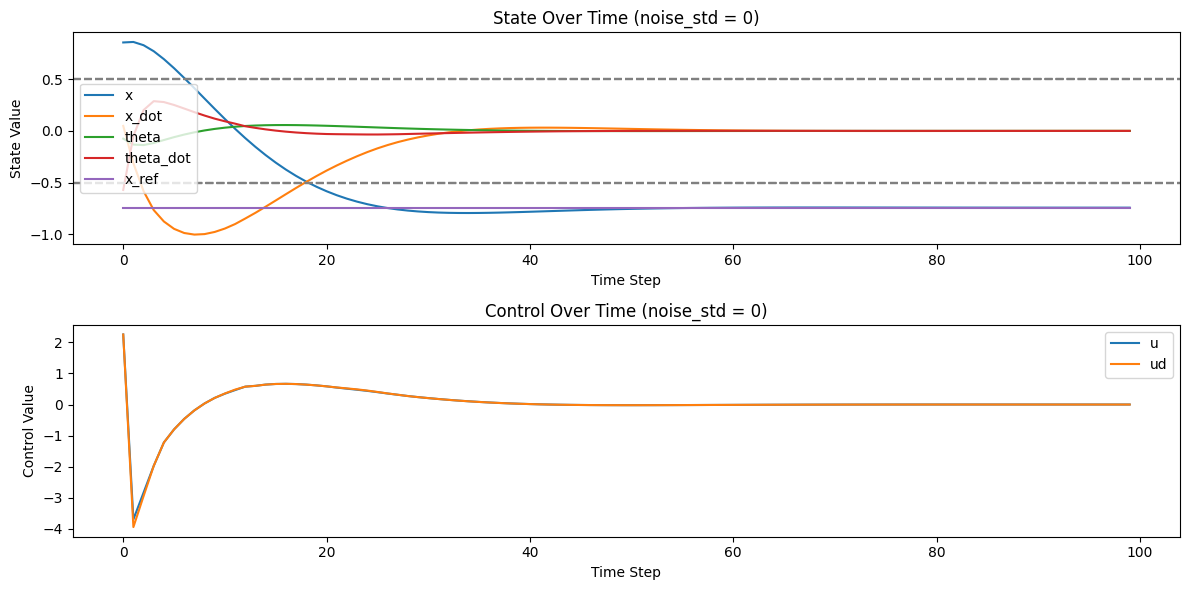 State Over Time (noise_std = 0)
State Value
0.5
0.0
−0.5
−1.0
x
x_dot
theta
theta_dot
x_ref
0
20
40
60
80
100
Time Step
Control Over Time (noise_std = 0)
Control Value
2
1
0
−1
−2
−3
−4
u
ud
0
20
40
60
80
100
Time Step